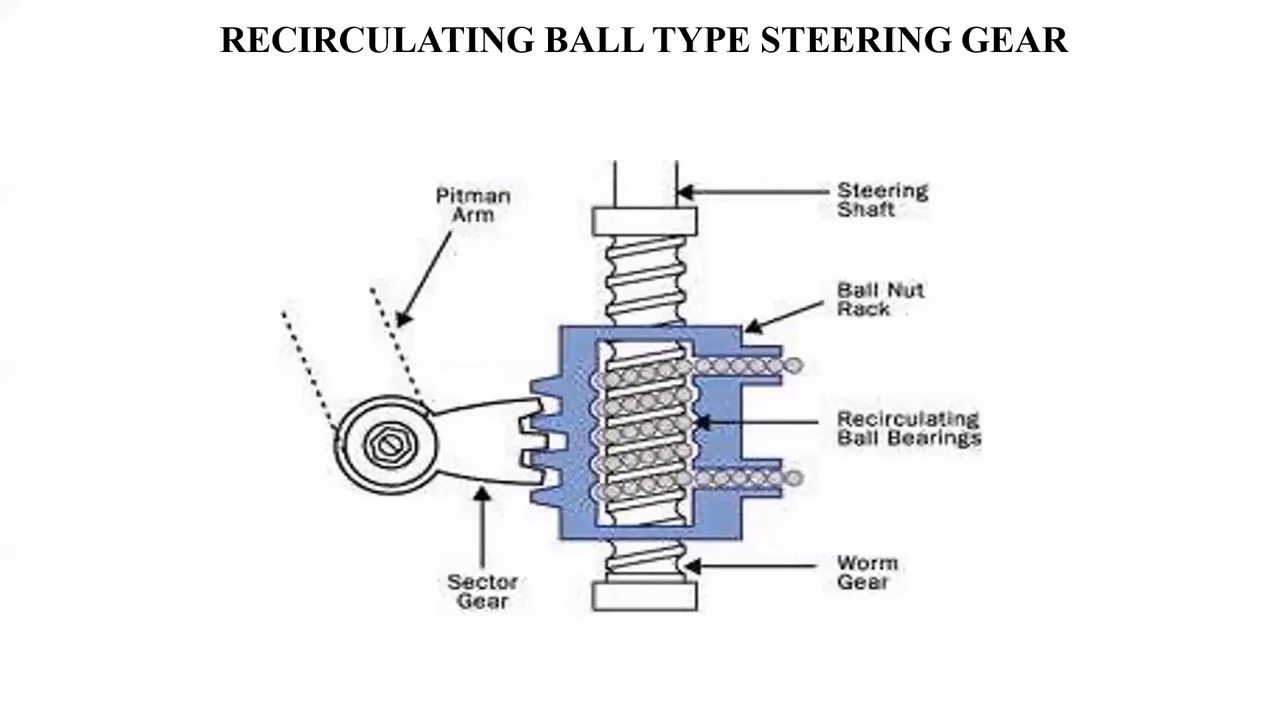 RECIRCULATING BALL TYPE STEERING GEAR
Pitman
Arm
Steering
Shaft
Ball Nut
Rack
Recirculating
Ball Bearings
Worm
Gear
Sector
Gear